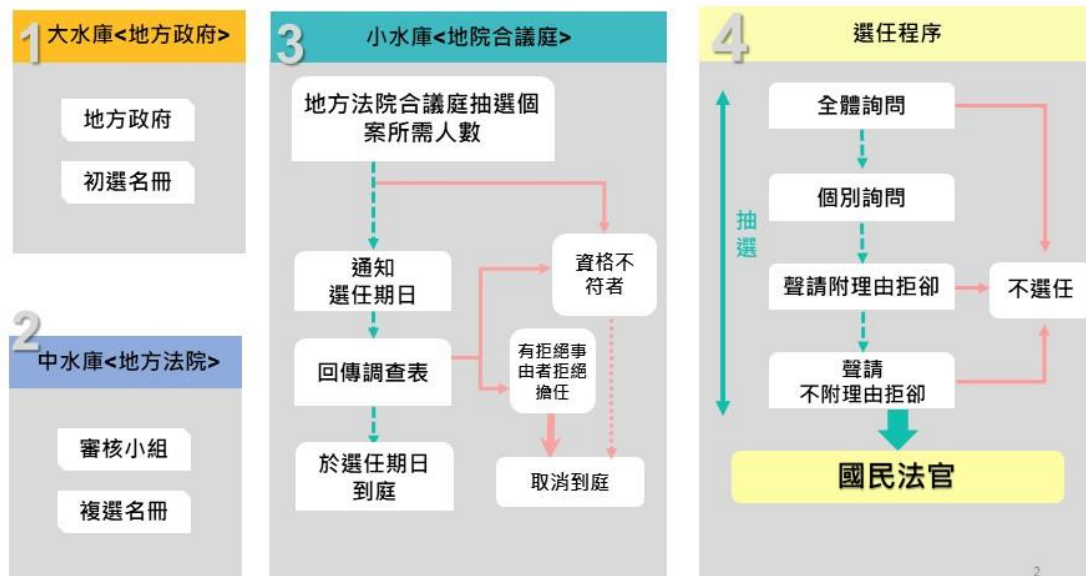 1
大水庫<地方政府>
地方政府
初選名冊
2
中水庫<地方法院>
審核小組
複選名冊
3
小水庫<地院合議庭>
地方法院合議庭抽選個
案所需人數
通知
選任期日
資格不
符者
回傳調查表
有拒絕事
由者拒絕
擔任
於選任期日
到庭
取消到庭
4
選任程序
抽選
全體詢問
個別詢問
聲請附理由拒卻
不選任
聲請
不附理由拒卻
國民法官
2